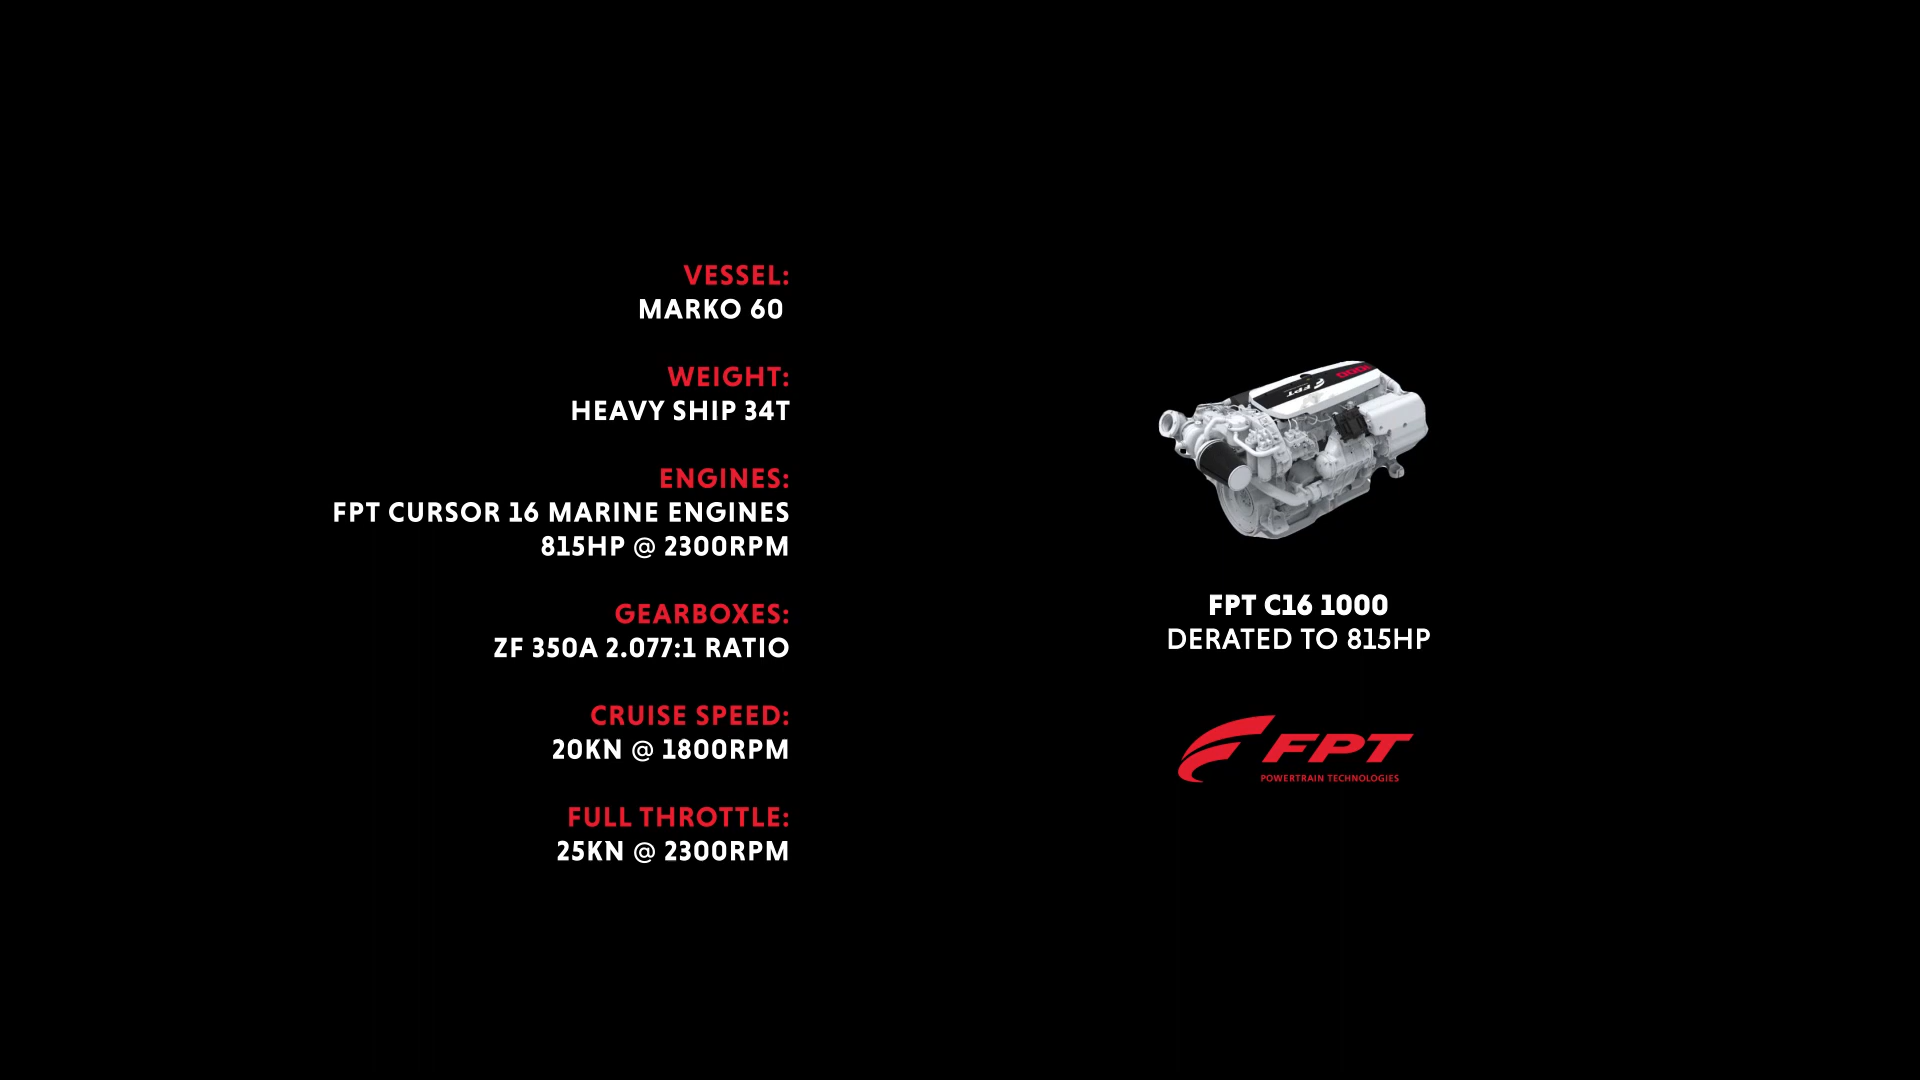 VESSEL:
MARKO 60
WEIGHT:
HEAVY SHIP 34T
ENGINES:
FPT CURSOR 16 MARINE ENGINES
815HP @ 2300RPM
GEARBOXES:
ZF 350A 2.077:1 RATIO
CRUISE SPEED:
20KN @ 1800RPM
FULL THROTTLE:
25KN @ 2300RPM
FPT
1000
FPT C16 1000
DERATED TO 815HP
FPT
POWERTRAIN TECHNOLOGIES